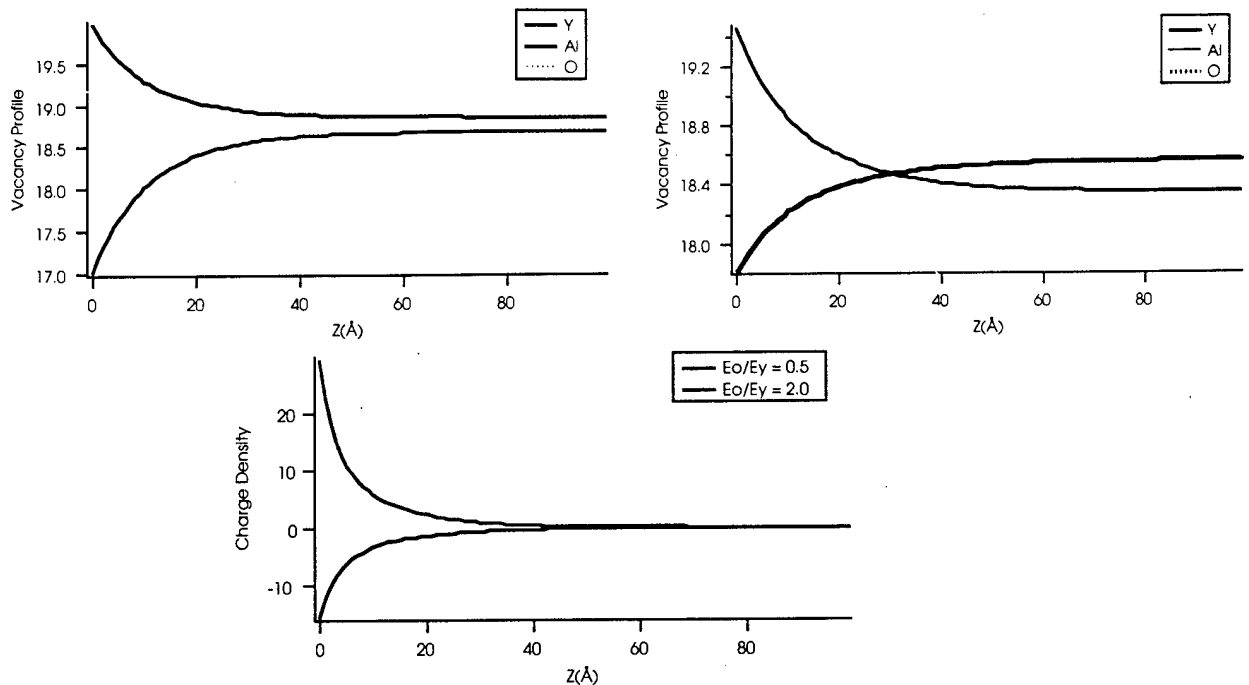 Vacancy Profile
19.5
19.0
18.5
18.0
17.5
17.0
0
20
40
60
80
Z(Å)
Y
Al
O
Vacancy Profile
19.2
18.8
18.4
18.0
0
20
40
60
80
Z(Å)
Y
Al
O
Charge Density
20
10
0
-10
0
20
40
60
80
Z(Å)
Eo/Ey = 0.5
Eo/Ey = 2.0